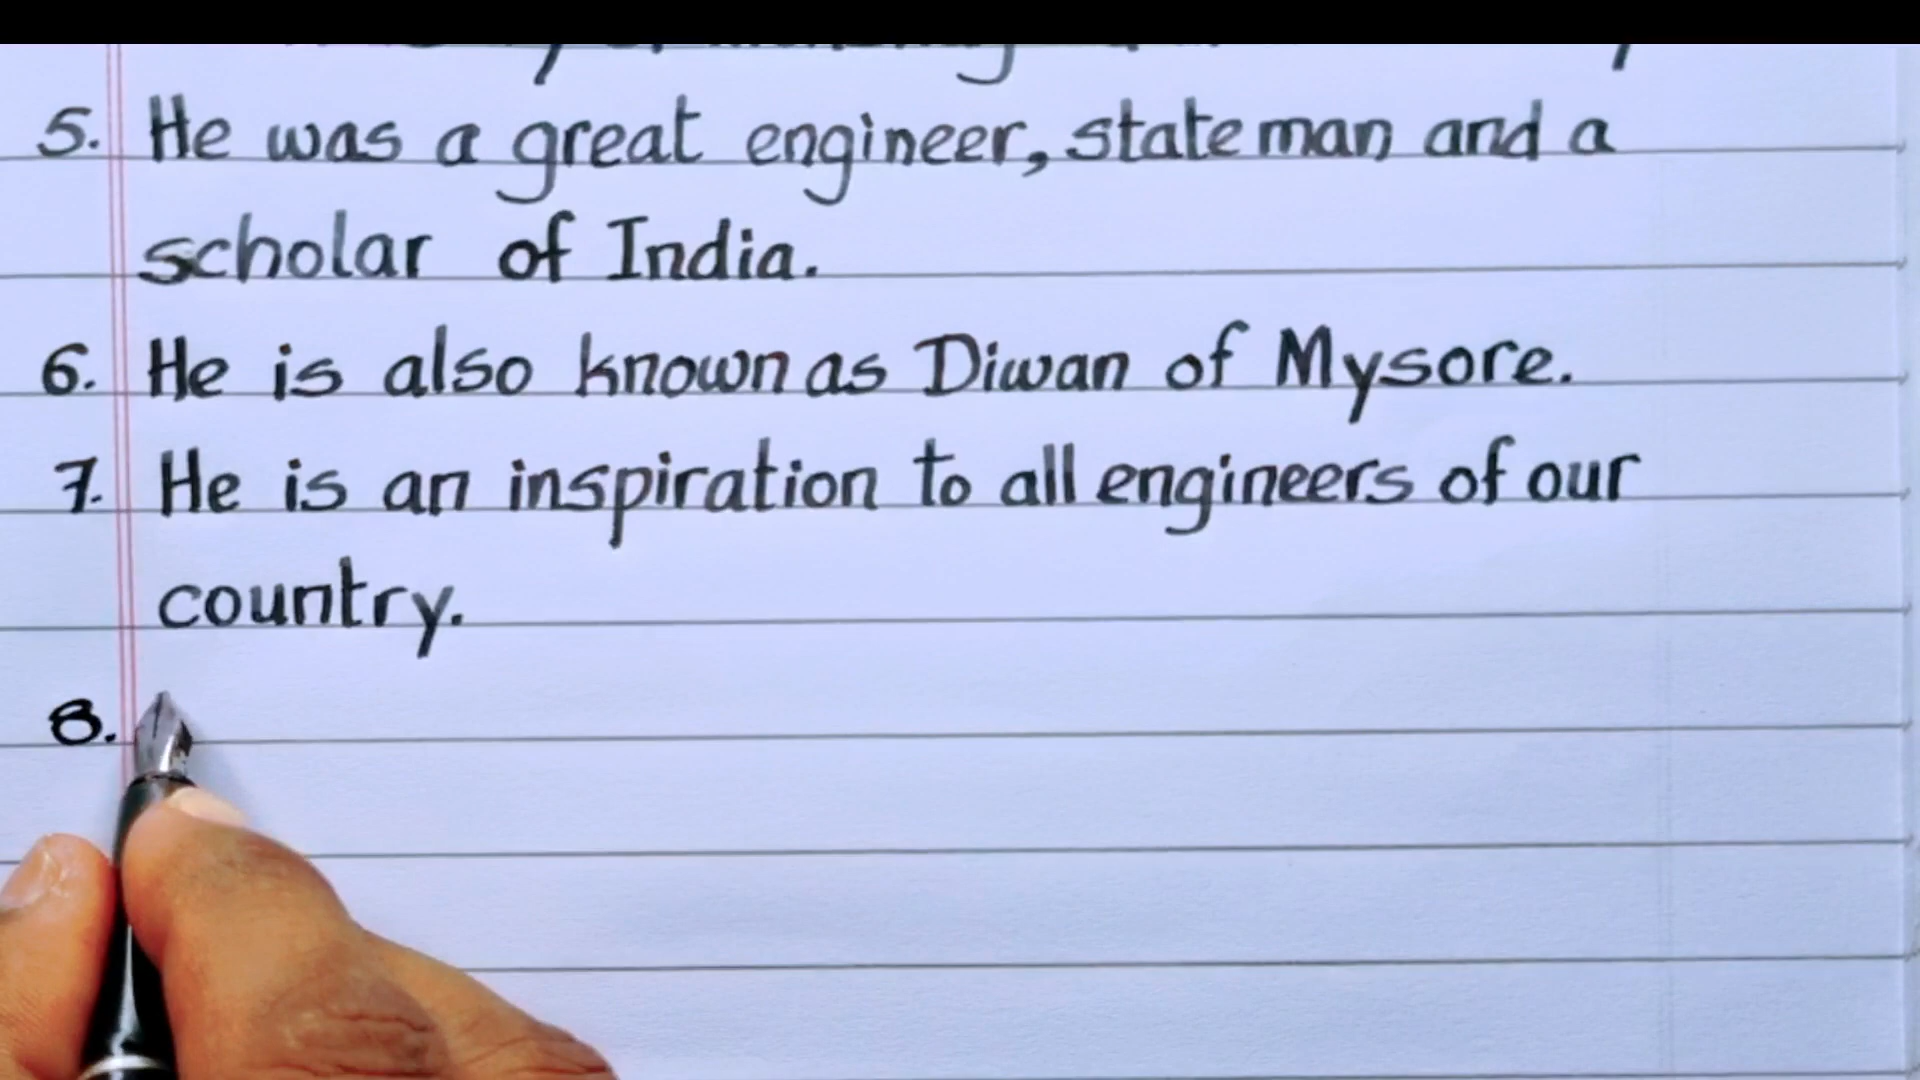 5. He was a great engineer, state man and a
scholar of India.
6. He is also known as Diwan of Mysore.
7. He is an inspiration to all engineers of our
country.
8.